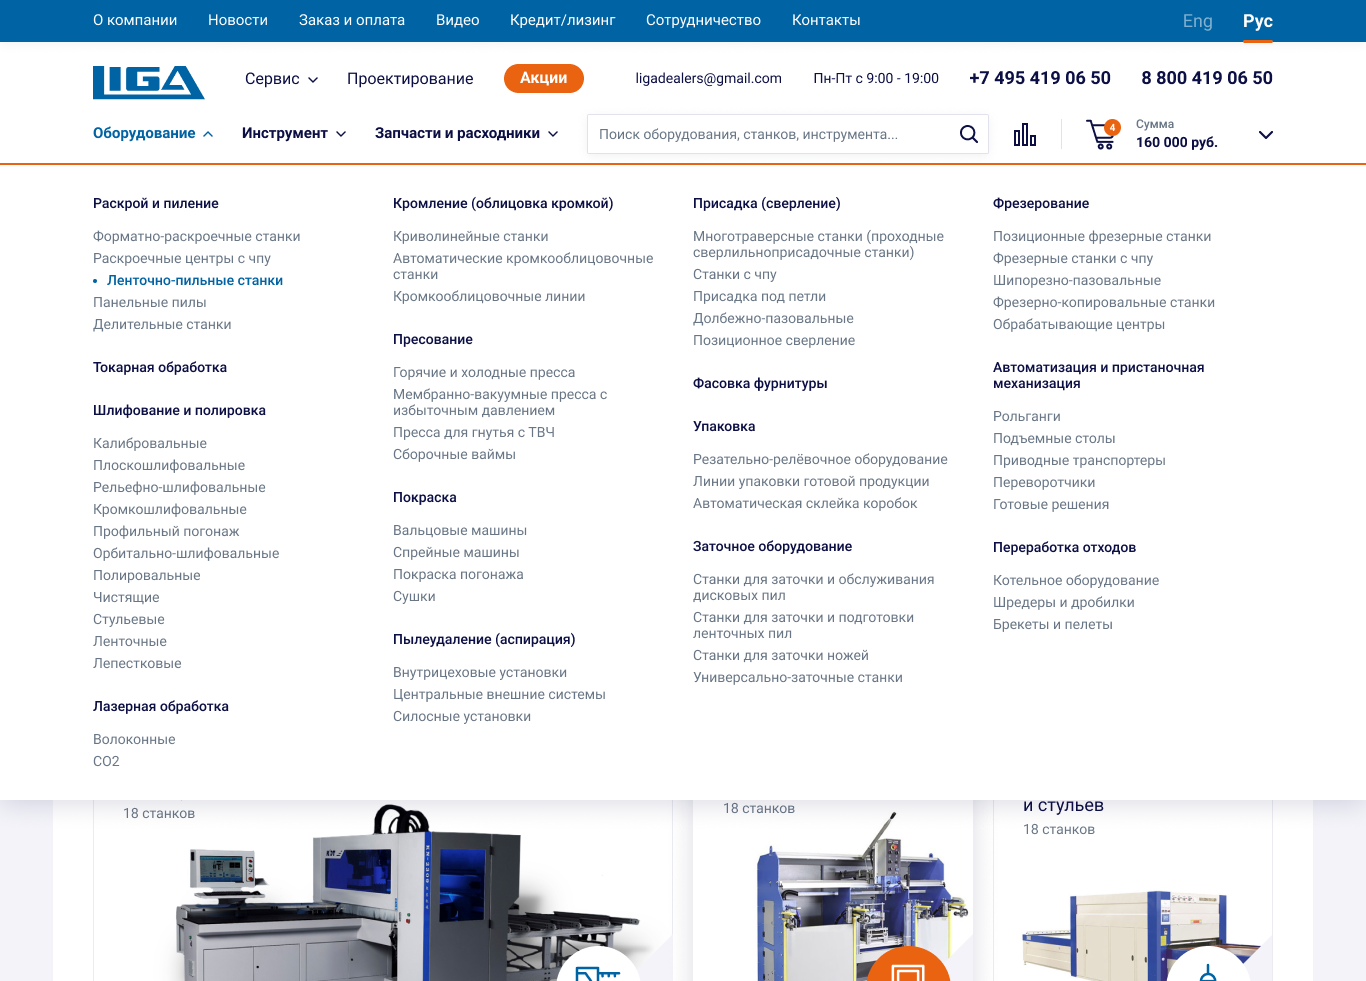 О компании Новости Заказ и оплата Видео Кредит/лизинг Сотрудничество Контакты Eng Рус
LIGA Сервис Проектирование Акции ligadealers@gmail.com Пн-Пт с 9:00 - 19:00 +7 495 419 06 50 8 800 419 06 50
Оборудование Инструмент Запчасти и расходники Поиск оборудования, станков, инструмента... 4 Сумма
160 000 руб.
Раскрой и пиление
Форматно-раскроечные станки
Раскроечные центры с чпу
• Ленточно-пильные станки
Панельные пилы
Делительные станки
Токарная обработка
Шлифование и полировка
Калибровальные
Плоскошлифовальные
Рельефно-шлифовальные
Кромкошлифовальные
Профильный погонаж
Орбитально-шлифовальные
Полировальные
Чистящие
Стульевые
Ленточные
Лепестковые
Лазерная обработка
Волоконные
CO2
Кромление (облицовка кромкой)
Криволинейные станки
Автоматические кромкооблицовочные
станки
Кромкооблицовочные линии
Пресование
Горячие и холодные пресса
Мембранно-вакуумные пресса с
избыточным давлением
Пресса для гнутья с ТВЧ
Сборочные ваймы
Покраска
Вальцовые машины
Спрейные машины
Покраска погонажа
Сушки
Пылеудаление (аспирация)
Внутрицеховые установки
Центральные внешние системы
Силосные установки
Присадка (сверление)
Многотраверсные станки (проходные
сверлильноприсадочные станки)
Станки с чпу
Присадка под петли
Долбежно-пазовальные
Позиционное сверление
Фасовка фурнитуры
Упаковка
Резательно-релёвочное оборудование
Линии упаковки готовой продукции
Автоматическая склейка коробок
Заточное оборудование
Станки для заточки и обслуживания
дисковых пил
Станки для заточки и подготовки
ленточных пил
Станки для заточки ножей
Универсально-заточные станки
Фрезерование
Позиционные фрезерные станки
Фрезерные станки с чпу
Шипорезно-пазовальные
Фрезерно-копировальные станки
Обрабатывающие центры
Автоматизация и пристаночная
механизация
Рольганги
Подъемные столы
Приводные транспортеры
Переворотчики
Готовые решения
Переработка отходов
Котельное оборудование
Шредеры и дробилки
Брекеты и пелеты
18 станков
18 станков
и стульев
18 станков